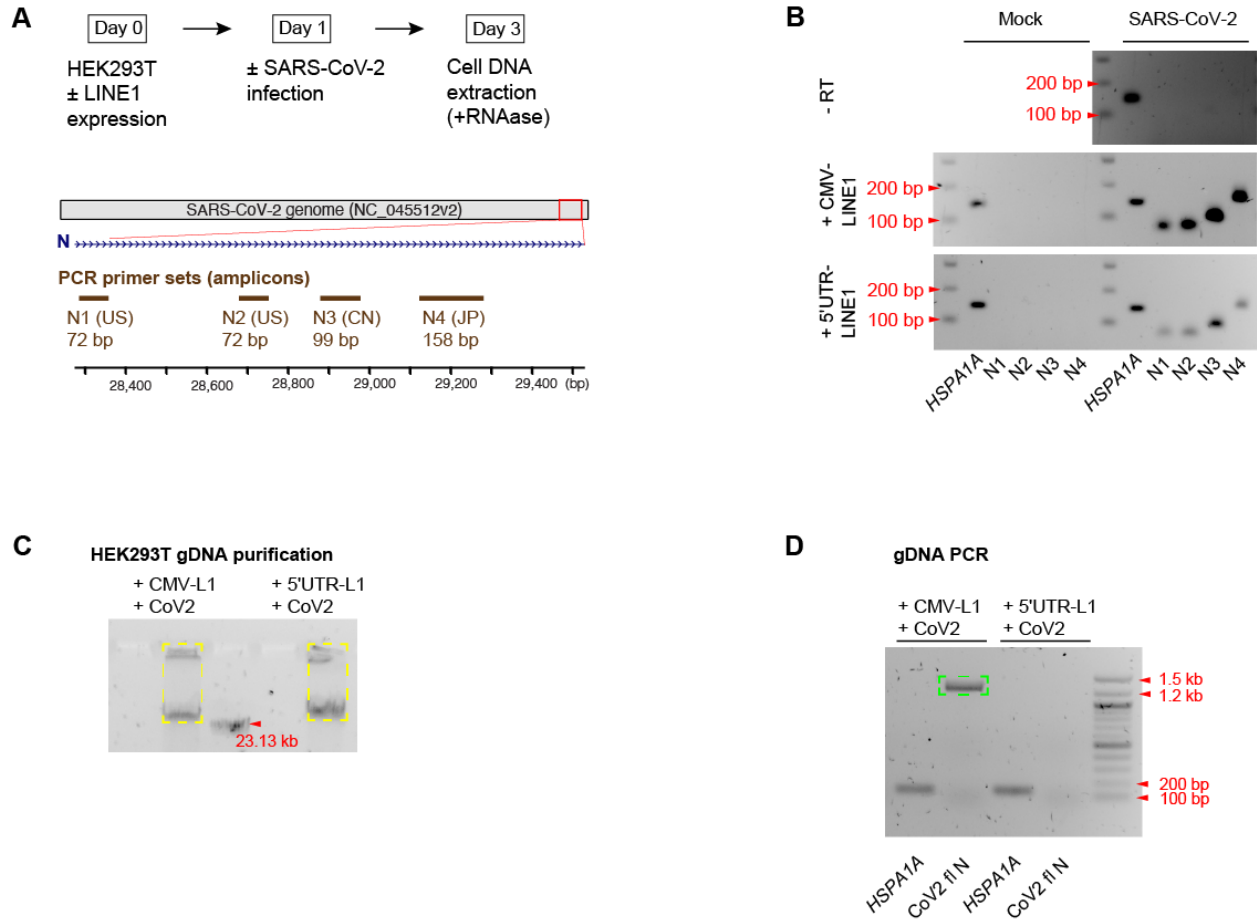 A
Day 0
Day 1
Day 3
HEK293T
± LINE1
expression
± SARS-CoV-2
infection
Cell DNA
extraction
(+RNAase)
SARS-CoV-2 genome (NC_045512v2)
N
PCR primer sets (amplicons)
N1 (US)
72 bp
N2 (US)
72 bp
N3 (CN)
99 bp
N4 (JP)
158 bp
28,400
28,600
28,800
29,000
29,200
29,400
(bp)
B
Mock
SARS-CoV-2
- RT
200 bp
100 bp
+ CMV-
LINE1
200 bp
100 bp
+ 5'UTR-
LINE1
200 bp
100 bp
HSPA1A
N1
N2
N3
N4
HSPA1A
N1
N2
N3
N4
C
HEK293T gDNA purification
+ CMV-L1
+ CoV2
+ 5'UTR-L1
+ CoV2
23.13 kb
D
gDNA PCR
+ CMV-L1
+ CoV2
+ 5'UTR-L1
+ CoV2
1.5 kb
1.2 kb
200 bp
100 bp
HSPA1A
CoV2 fl N
HSPA1A
CoV2 fl N